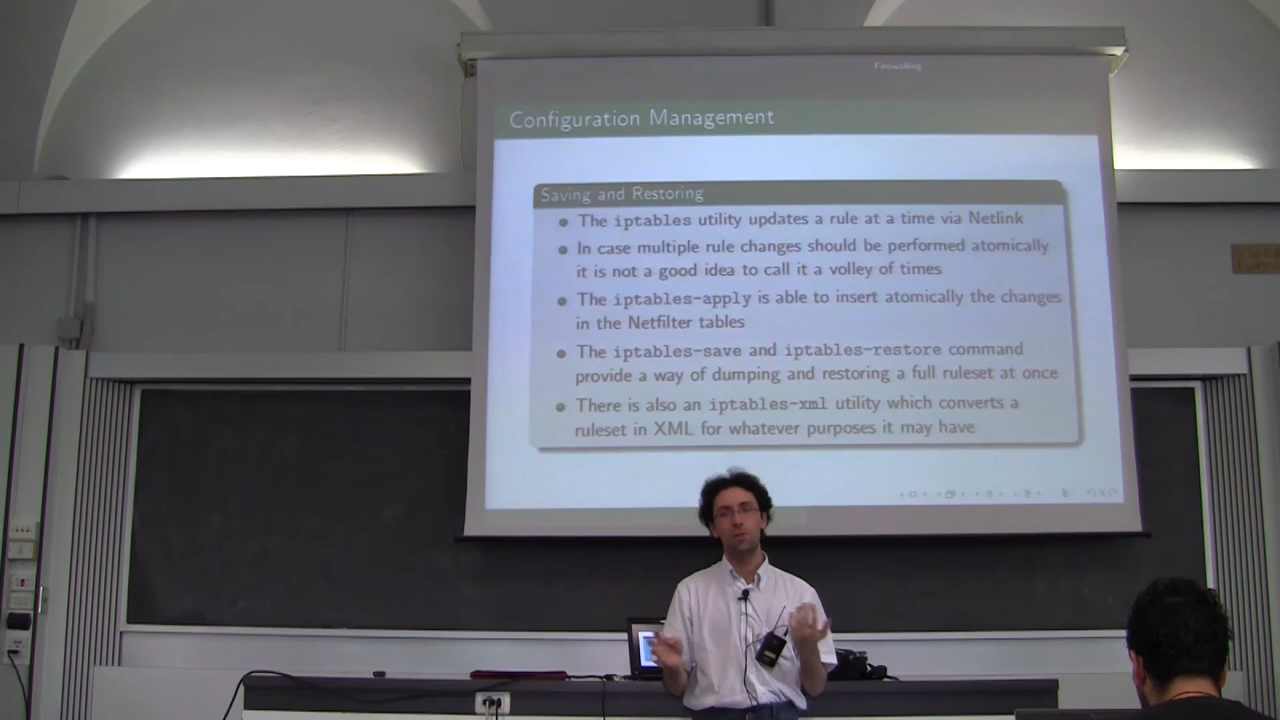 Firewalling
Configuration Management
Saving and Restoring
The iptables utility updates a rule at a time via Netlink
In case multiple rule changes should be performed atomically
it is not a good idea to call it a volley of times
The iptables-apply is able to insert atomically the changes
in the Netfilter tables
The iptables-save and iptables-restore command
provide a way of dumping and restoring a full ruleset at once
There is also an iptables-xml utility which converts a
ruleset in XML for whatever purposes it may have